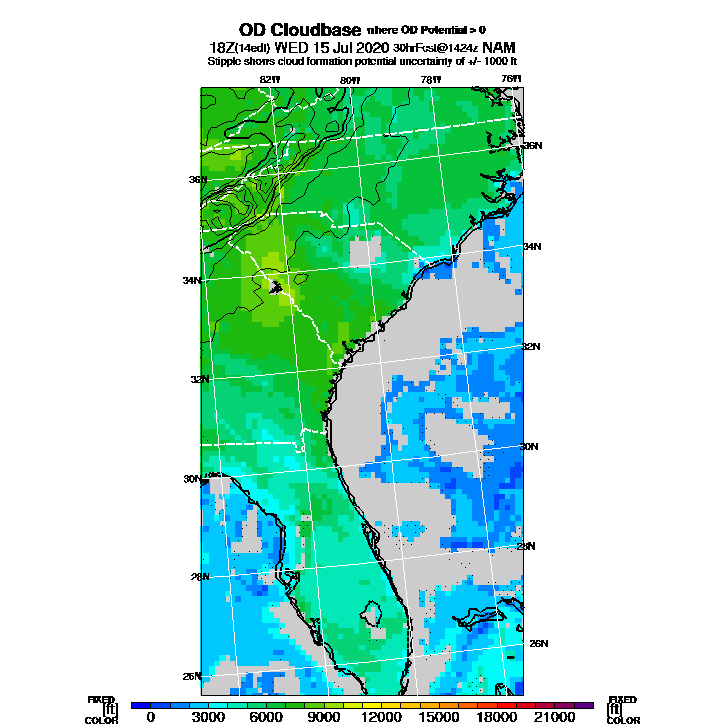 OD Cloudbase where OD Potential > 0
18Z(14edt) WED 15 Jul 2020 30hrFcst@1424z NAM
Stipple shows cloud formation potential uncertainty of +/- 1000 ft
82W 80W 78W 76W
36N
36N
34N
34N
32N
32N
30N
30N
28N
28N
26N
26N
FIXED FIXED
[ft] [ft]
COLOR 0 3000 6000 9000 12000 15000 18000 21000 COLOR